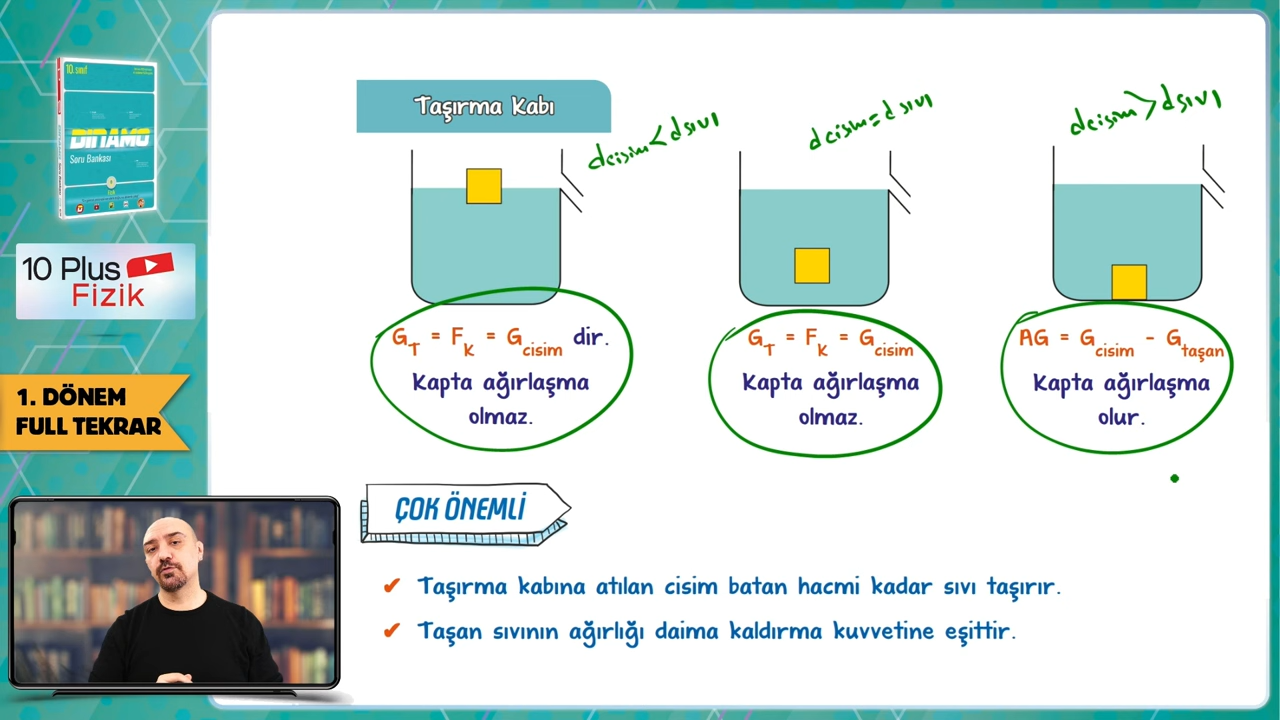 10. sınıf
DİNAMO
Soru Bankası
10 Plus
Fizik
1. DÖNEM
FULL TEKRAR
Taşırma Kabı
dcisim<dsıvı
dcisim=dsıvı
dcisim>dsıvı
GT = FK = Gcisim dir.
Kapta ağırlaşma
olmaz.
GT = FK = Gcisim
Kapta ağırlaşma
olmaz.
AG = Gcisim - Gtaşan
Kapta ağırlaşma
olur.
ÇOK ÖNEMLİ
✔ Taşırma kabına atılan cisim batan hacmi kadar sıvı taşırır.
✔ Taşan sıvının ağırlığı daima kaldırma kuvvetine eşittir.